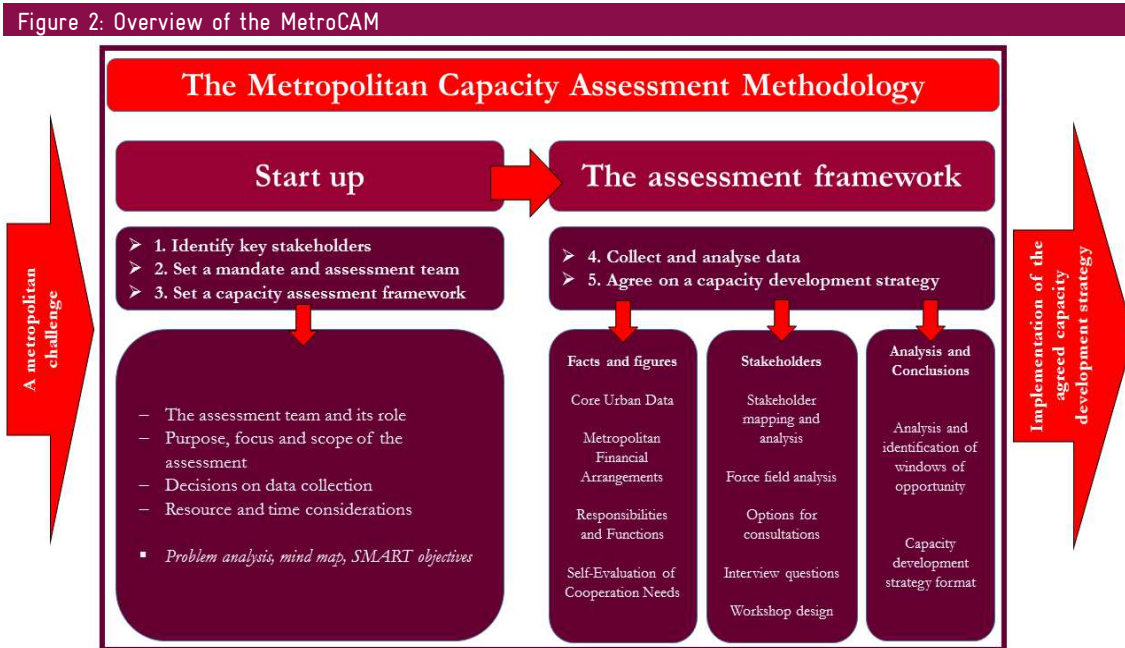 Figure 2: Overview of the MetroCAM
The Metropolitan Capacity Assessment Methodology
A metropolitan
challenge
Start up
➢ 1. Identify key stakeholders
➢ 2. Set a mandate and assessment team
➢ 3. Set a capacity assessment framework
– The assessment team and its role
– Purpose, focus and scope of the
assessment
– Decisions on data collection
– Resource and time considerations
▪ Problem analysis, mind map, SMART objectives
The assessment framework
➢ 4. Collect and analyse data
➢ 5. Agree on a capacity development strategy
Facts and figures
Core Urban Data
Metropolitan
Financial
Arrangements
Responsibilities
and Functions
Self-Evaluation of
Cooperation Needs
Stakeholders
Stakeholder
mapping and
analysis
Force field analysis
Options for
consultations
Interview questions
Workshop design
Analysis and
Conclusions
Analysis and
identification of
windows of
opportunity
Capacity
development
strategy format
Implementation of the
agreed capacity
development strategy